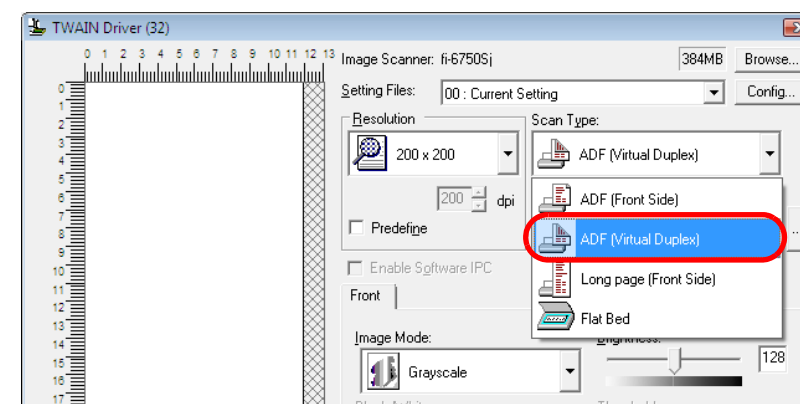 TWAIN Driver (32)
0 1 2 3 4 5 6 7 8 9 10 11 12 13
Image Scanner: fi-6750Sj
384MB
Browse...
Setting Files:
00 : Current Setting
Config...
Resolution
Scan Type:
200 x 200
ADF (Virtual Duplex)
200
dpi
ADF (Front Side)
Predefine
ADF (Virtual Duplex)
...
Enable Software IPC
Long page (Front Side)
Front
Flat Bed
Image Mode:
Brightness:
Grayscale
128
0
1
2
3
4
5
6
7
8
9
10
11
12
13
14
15
16
17